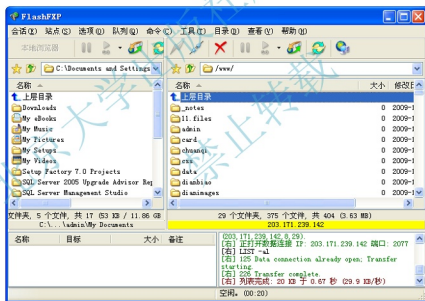 FlashFXP
会话(E) 站点(S) 选项(O) 队列(Q) 命令(C) 工具(T) 目录(D) 查看(V) 帮助(H)
本地浏览器
C:\Documents and Settings
/www/
名称
上层目录
Downloads
My eBooks
My Music
My Pictures
My Setups
My Videos
Setup Factory 7.0 Projects
SQL Server 2005 Upgrade Advisor Rep
SQL Server Management Studio
文件夹, 5 个文件, 共 17 (53 KB / 11.86 GB
C:\...\admin\My Documents
名称 大小 修改日
上层目录
_notes 0 2009-1
11.files 0 2009-1
admin 0 2009-1
card 0 2009-1
chuanqi 0 2009-1
css 0 2009-1
data 0 2009-1
dianbiao 0 2009-1
dianimages 0 2009-1
29 个文件夹, 375 个文件, 共 404 (3.63 MB)
203.171.239.142
名称 目标 大小 备注
(203,171,239,142,8,29).
[右] 正打开数据连接 IP: 203.171.239.142 端口: 2077
[右] LIST -al
[右] 125 Data connection already open; Transfer
starting.
[右] 226 Transfer complete.
[右] 列表完成: 20 KB 于 0.67 秒 (29.9 KB/秒)
空闲. (00:20)
大学出版社
禁止转载